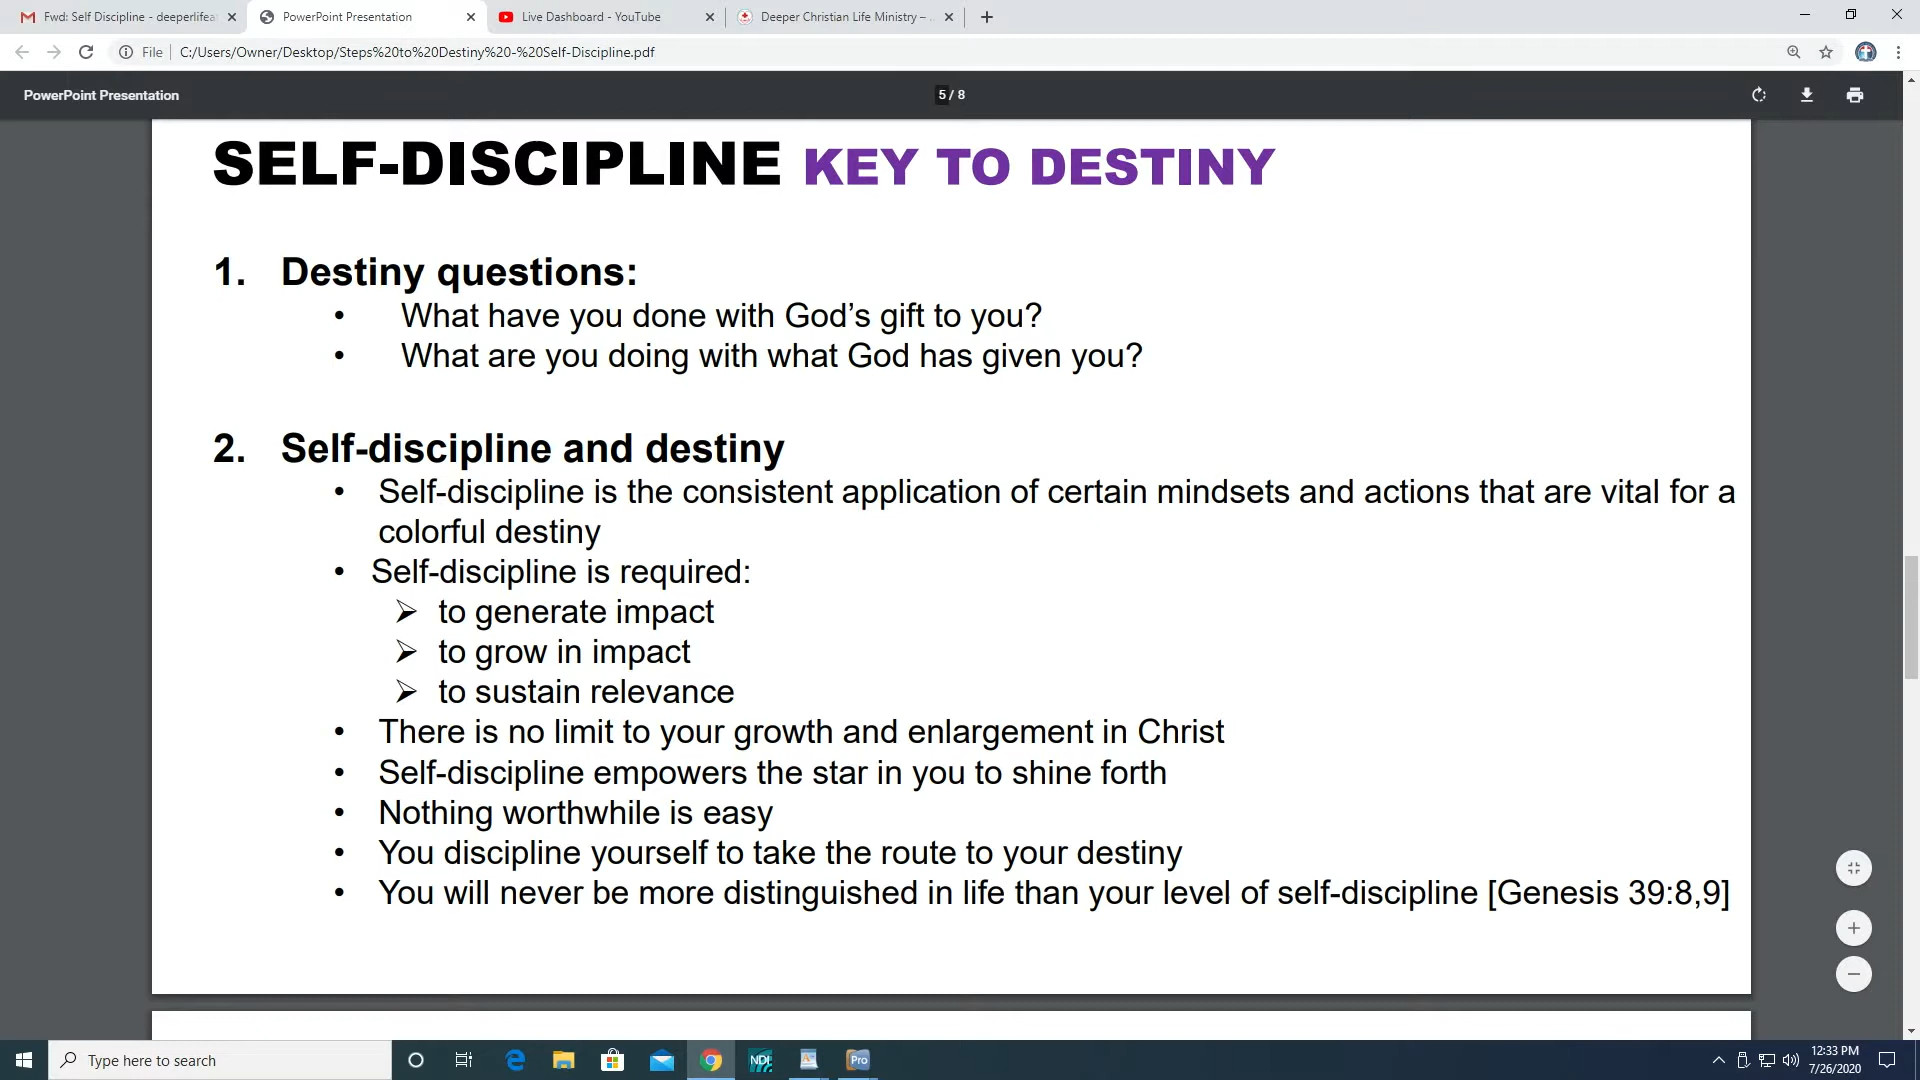 Fwd: Self Discipline - deeperlifea
PowerPoint Presentation
Live Dashboard - YouTube
Deeper Christian Life Ministry – ..
File
C:/Users/Owner/Desktop/Steps%20to%20Destiny%20-%20Self-Discipline.pdf
PowerPoint Presentation
5 / 8
SELF-DISCIPLINE KEY TO DESTINY
1. Destiny questions:
• What have you done with God’s gift to you?
• What are you doing with what God has given you?
2. Self-discipline and destiny
• Self-discipline is the consistent application of certain mindsets and actions that are vital for a
colorful destiny
• Self-discipline is required:
➢ to generate impact
➢ to grow in impact
➢ to sustain relevance
• There is no limit to your growth and enlargement in Christ
• Self-discipline empowers the star in you to shine forth
• Nothing worthwhile is easy
• You discipline yourself to take the route to your destiny
• You will never be more distinguished in life than your level of self-discipline [Genesis 39:8,9]
Type here to search
NDI
Pro
12:33 PM
7/26/2020